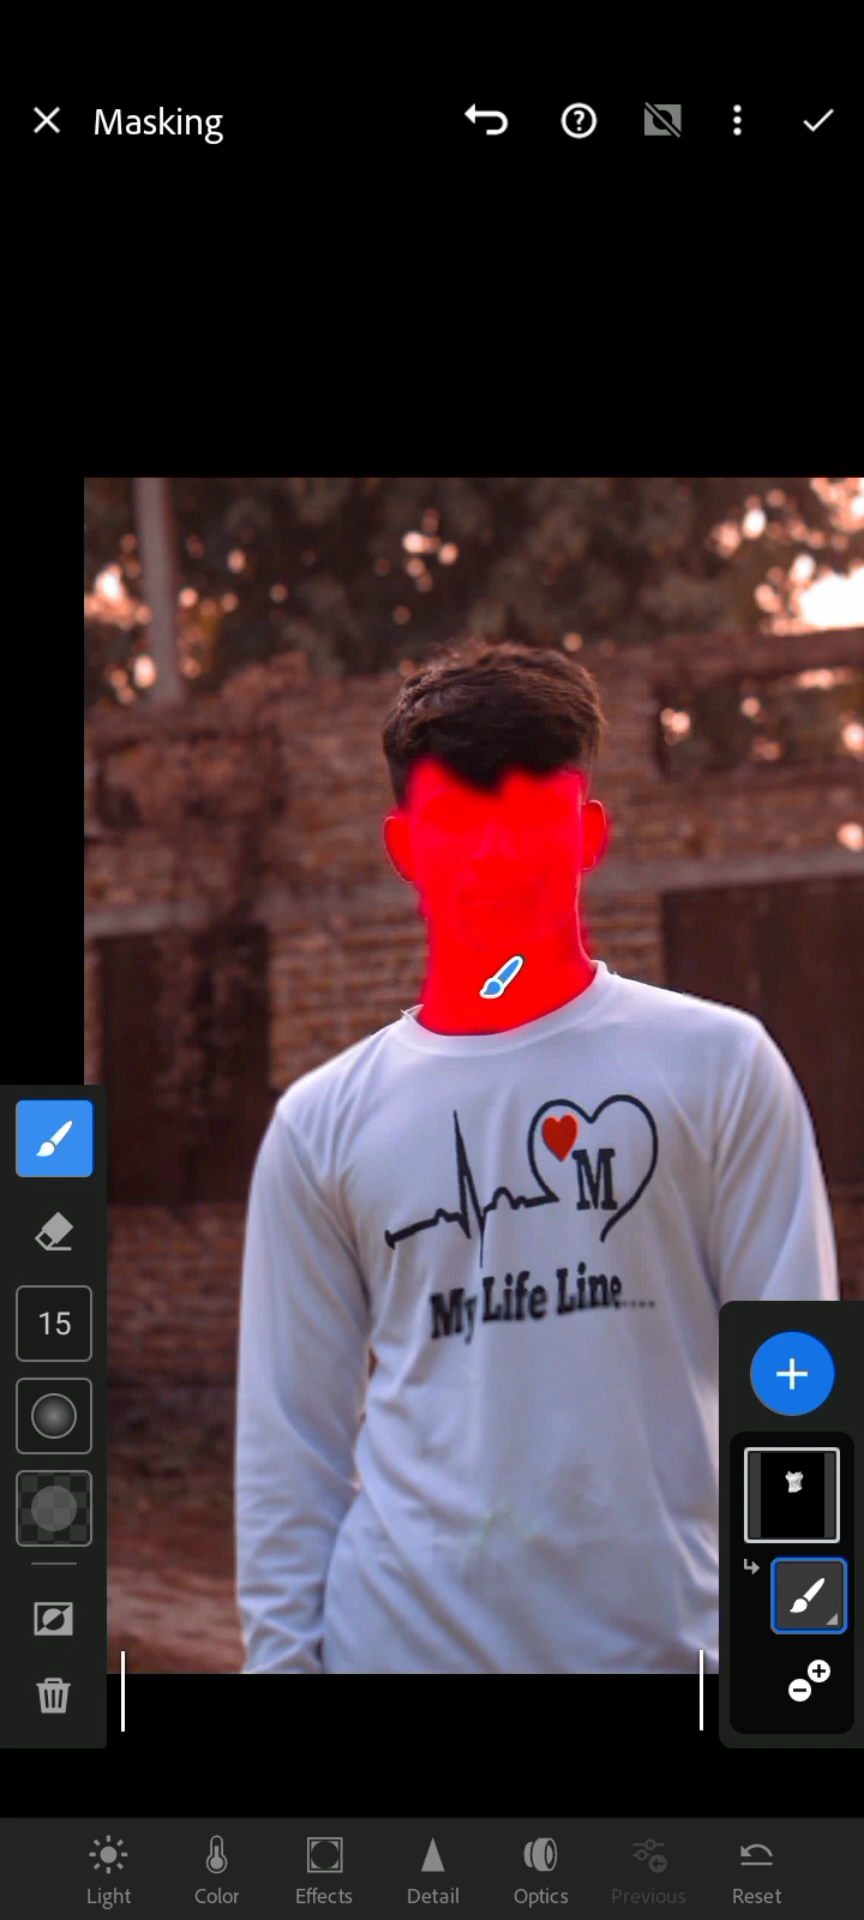 Masking
M
My Life Line....
15
Light Color Effects Detail Optics Previous Reset